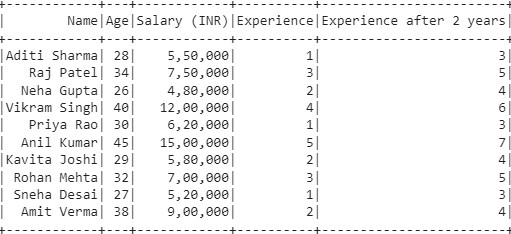 +------------+---+------------+----------+------------------------+
|        Name|Age|Salary (INR)|Experience|Experience after 2 years|
+------------+---+------------+----------+------------------------+
|Aditi Sharma| 28|    5,50,000|         1|                       3|
|   Raj Patel| 34|    7,50,000|         3|                       5|
|  Neha Gupta| 26|    4,80,000|         2|                       4|
|Vikram Singh| 40|   12,00,000|         4|                       6|
|   Priya Rao| 30|    6,20,000|         1|                       3|
|  Anil Kumar| 45|   15,00,000|         5|                       7|
|Kavita Joshi| 29|    5,80,000|         2|                       4|
| Rohan Mehta| 32|    7,00,000|         3|                       5|
| Sneha Desai| 27|    5,20,000|         1|                       3|
|  Amit Verma| 38|    9,00,000|         2|                       4|
+------------+---+------------+----------+------------------------+